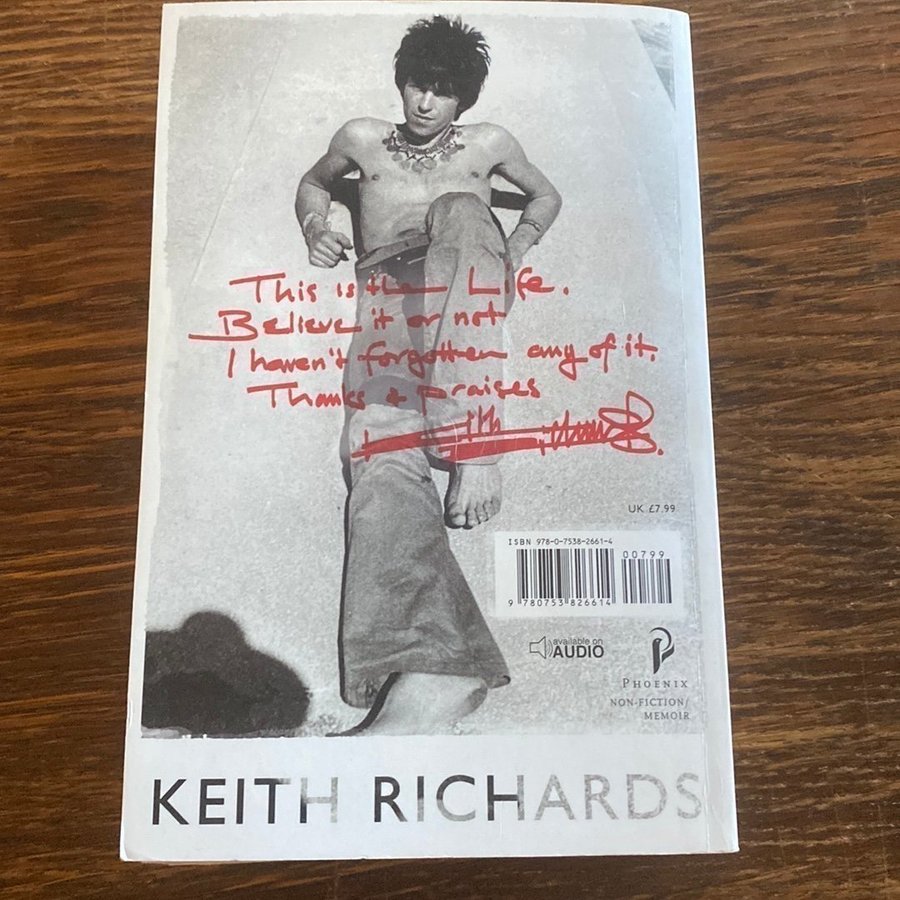 This is the Life.
Believe it or not
I haven't forgotten any of it.
Thanks & praises
UK £7.99
ISBN 978-0-7538-2661-4
00799
9 780753 826614
available on
AUDIO
PHOENIX
NON-FICTION/
MEMOIR
KEITH RICHARDS